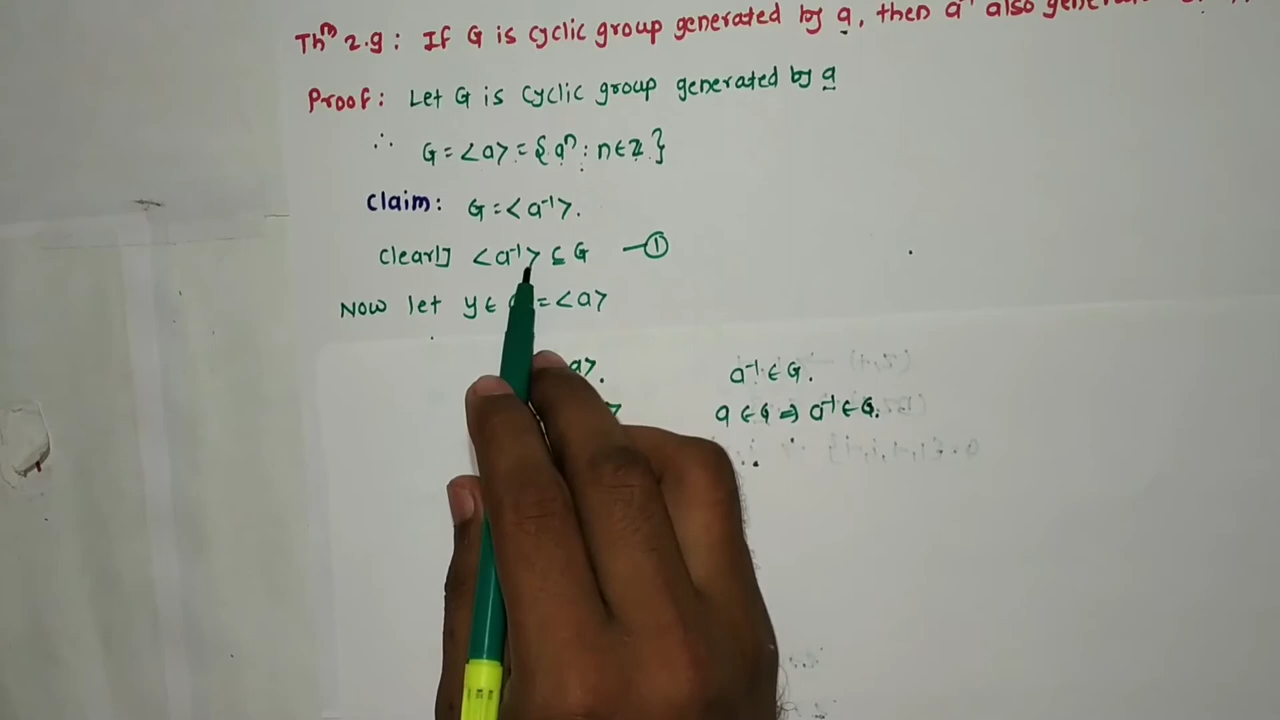 Thm 2.9: If G is cyclic group generated by a, then a⁻¹ also
Proof: Let G is cyclic group generated by a
∴ G = <a> = {aⁿ : n∈Z}
Claim: G = <a⁻¹>.
Clearly <a⁻¹> ⊆ G —①
Now let y ∈ = <a>
a>. a⁻¹ ∈ G.
a ∈ G ⇒ a⁻¹ ∈ G.